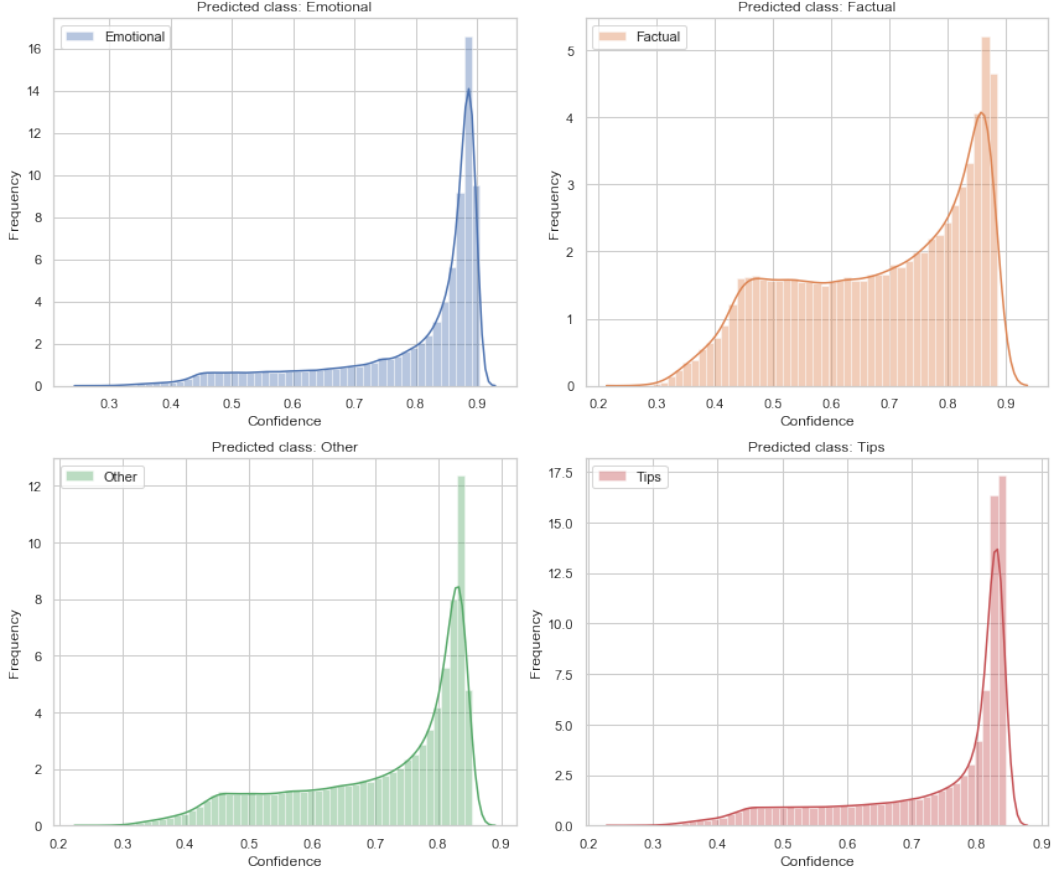 Predicted class: Emotional
Emotional
16
14
12
10
8
6
4
2
0
Frequency
0.3 0.4 0.5 0.6 0.7 0.8 0.9
Confidence
Predicted class: Factual
Factual
5
4
3
2
1
0
Frequency
0.2 0.3 0.4 0.5 0.6 0.7 0.8 0.9
Confidence
Predicted class: Other
Other
12
10
8
6
4
2
0
Frequency
0.2 0.3 0.4 0.5 0.6 0.7 0.8 0.9
Confidence
Predicted class: Tips
Tips
17.5
15.0
12.5
10.0
7.5
5.0
2.5
0.0
Frequency
0.2 0.3 0.4 0.5 0.6 0.7 0.8 0.9
Confidence